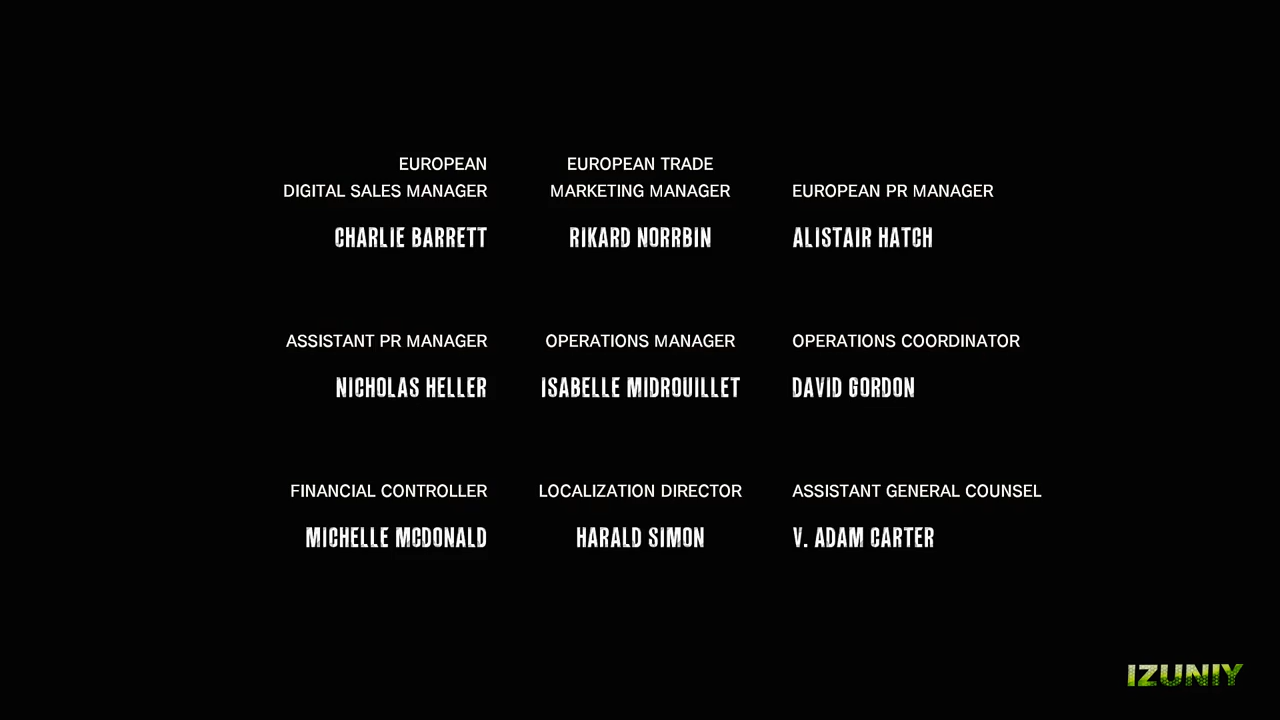 EUROPEAN
DIGITAL SALES MANAGER
CHARLIE BARRETT
EUROPEAN TRADE
MARKETING MANAGER
RIKARD NORRBIN
EUROPEAN PR MANAGER
ALISTAIR HATCH
ASSISTANT PR MANAGER
NICHOLAS HELLER
OPERATIONS MANAGER
ISABELLE MIDROUILLET
OPERATIONS COORDINATOR
DAVID GORDON
FINANCIAL CONTROLLER
MICHELLE MCDONALD
LOCALIZATION DIRECTOR
HARALD SIMON
ASSISTANT GENERAL COUNSEL
V. ADAM CARTER
IZUNIY